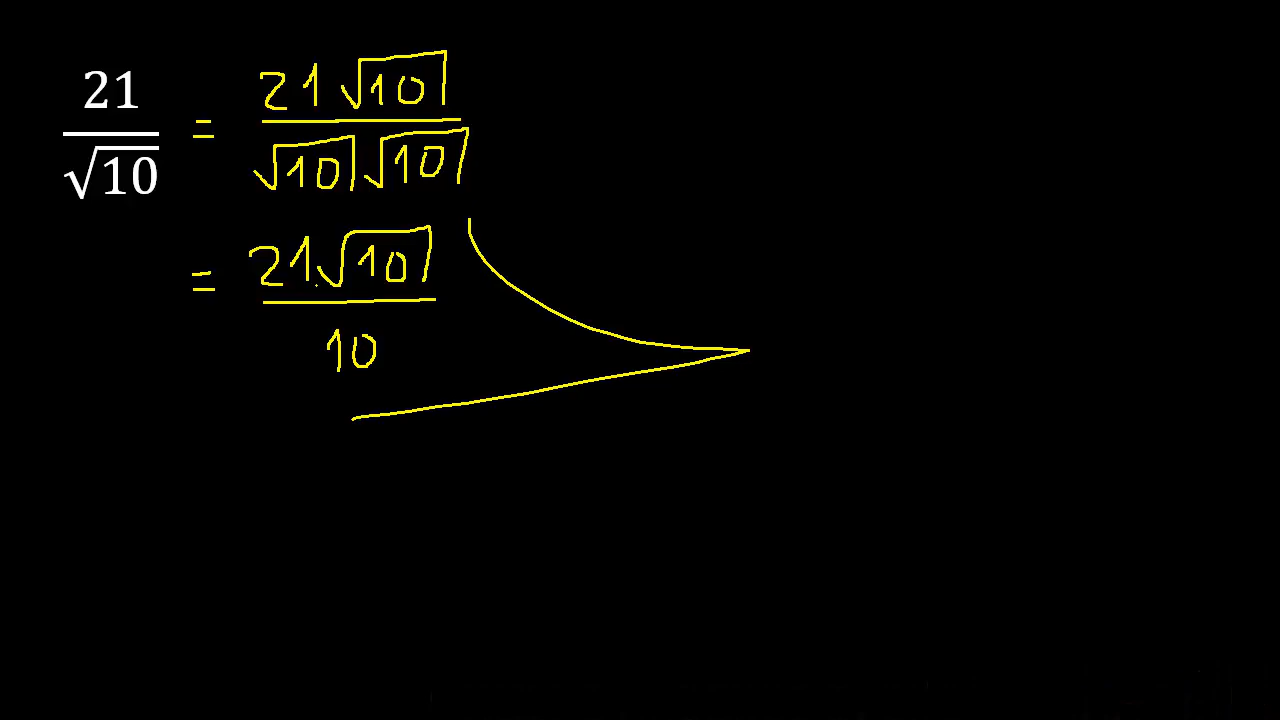 21/√10 = 21√10/√10√10
= 21√10/10